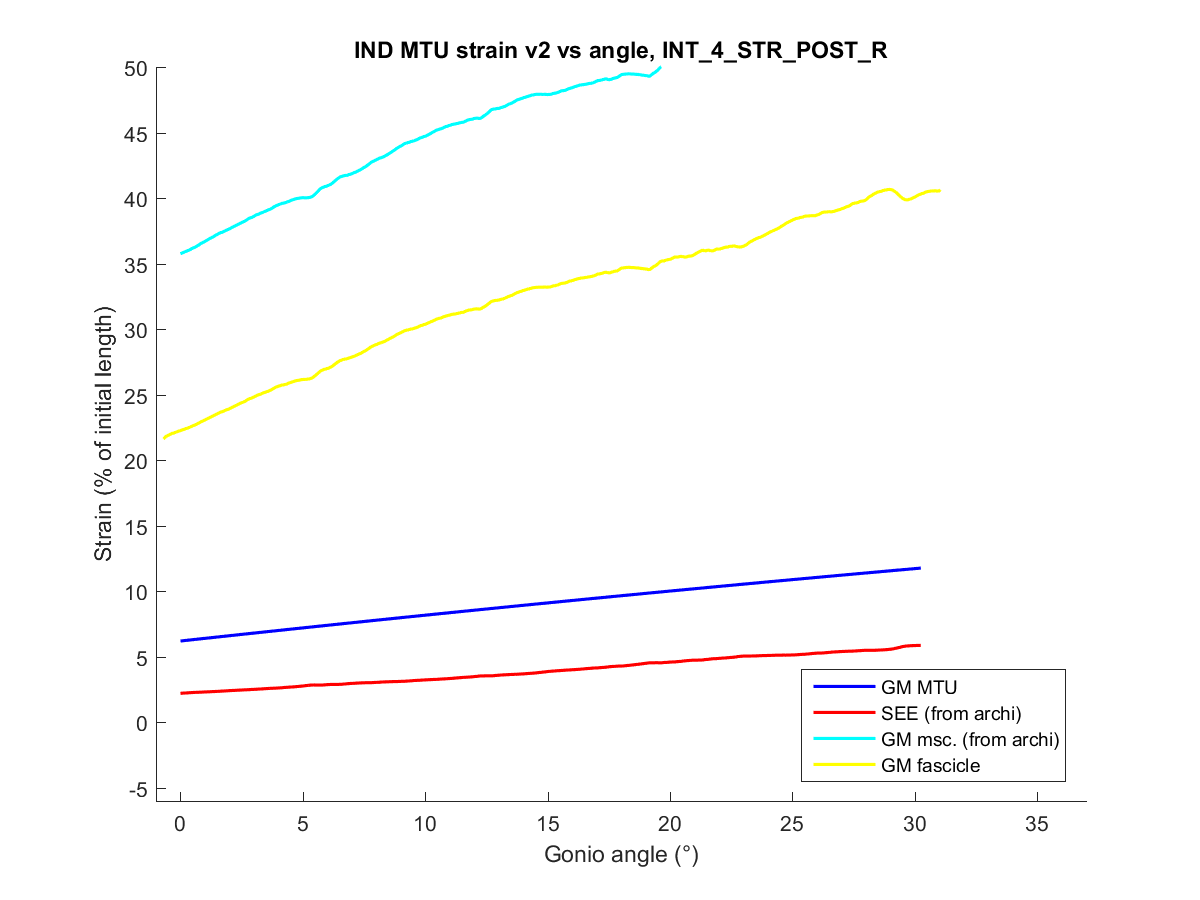 IND MTU strain v2 vs angle, INT_4_STR_POST_R
50
45
40
35
30
25
20
15
10
5
0
-5
Strain (% of initial length)
GM MTU
SEE (from archi)
GM msc. (from archi)
GM fascicle
0 5 10 15 20 25 30 35
Gonio angle (°)